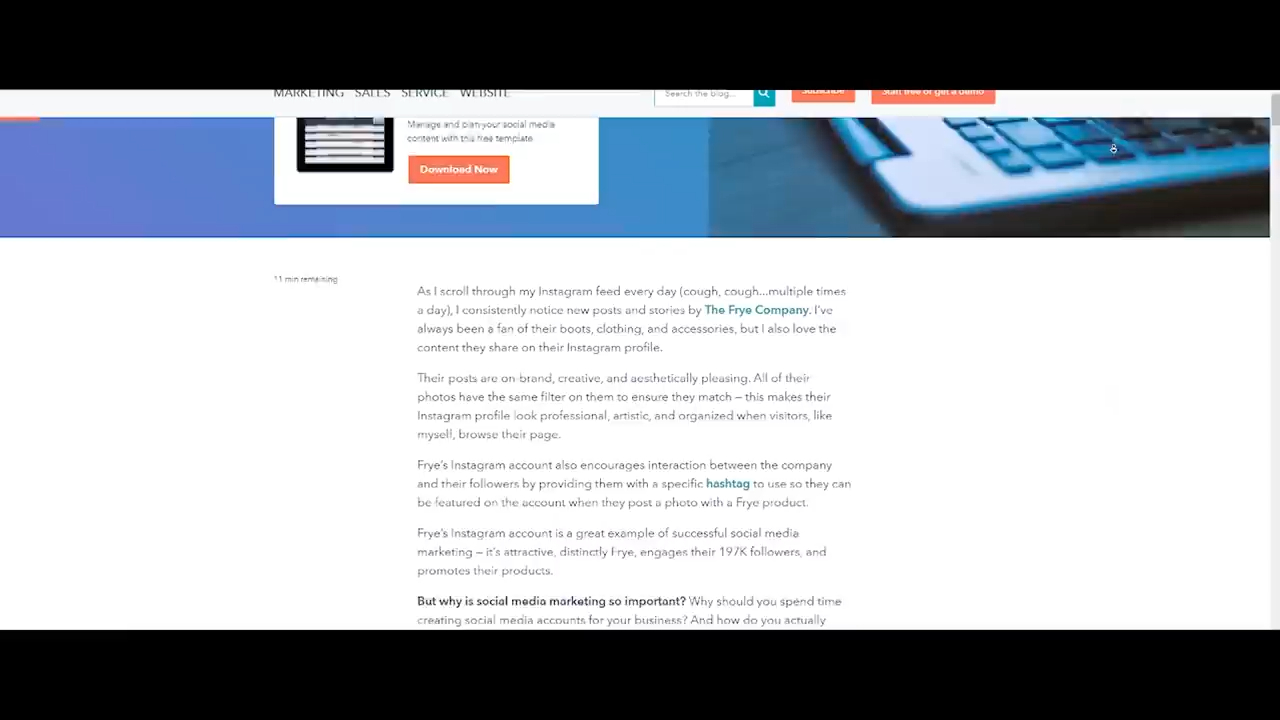 MARKETING SALES SERVICE WEBSITE
Search the blog...
Subscribe
Start free or get a demo
Manage and plan your social media
content with this free template
Download Now
11 min remaining
As I scroll through my Instagram feed every day (cough, cough...multiple times
a day), I consistently notice new posts and stories by The Frye Company. I've
always been a fan of their boots, clothing, and accessories, but I also love the
content they share on their Instagram profile.
Their posts are on-brand, creative, and aesthetically pleasing. All of their
photos have the same filter on them to ensure they match – this makes their
Instagram profile look professional, artistic, and organized when visitors, like
myself, browse their page.
Frye's Instagram account also encourages interaction between the company
and their followers by providing them with a specific hashtag to use so they can
be featured on the account when they post a photo with a Frye product.
Frye's Instagram account is a great example of successful social media
marketing – it's attractive, distinctly Frye, engages their 197K followers, and
promotes their products.
But why is social media marketing so important? Why should you spend time
creating social media accounts for your business? And how do you actually